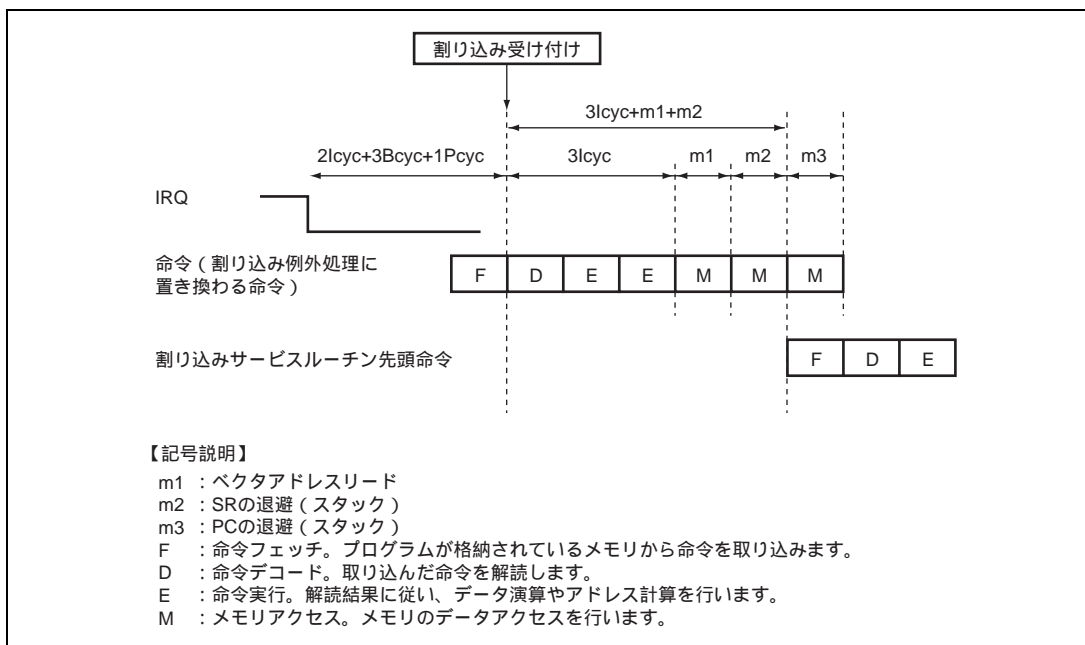 割り込み受け付け
3Icyc+m1+m2
2Icyc+3Bcyc+1Pcyc 3Icyc m1 m2 m3
IRQ
命令(割り込み例外処理に
置き換わる命令)
F D E E M M M
割り込みサービスルーチン先頭命令
F D E
【記号説明】
m1 :ベクタアドレスリード
m2 :SRの退避(スタック)
m3 :PCの退避(スタック)
F :命令フェッチ。プログラムが格納されているメモリから命令を取り込みます。
D :命令デコード。取り込んだ命令を解読します。
E :命令実行。解読結果に従い、データ演算やアドレス計算を行います。
M :メモリアクセス。メモリのデータアクセスを行います。